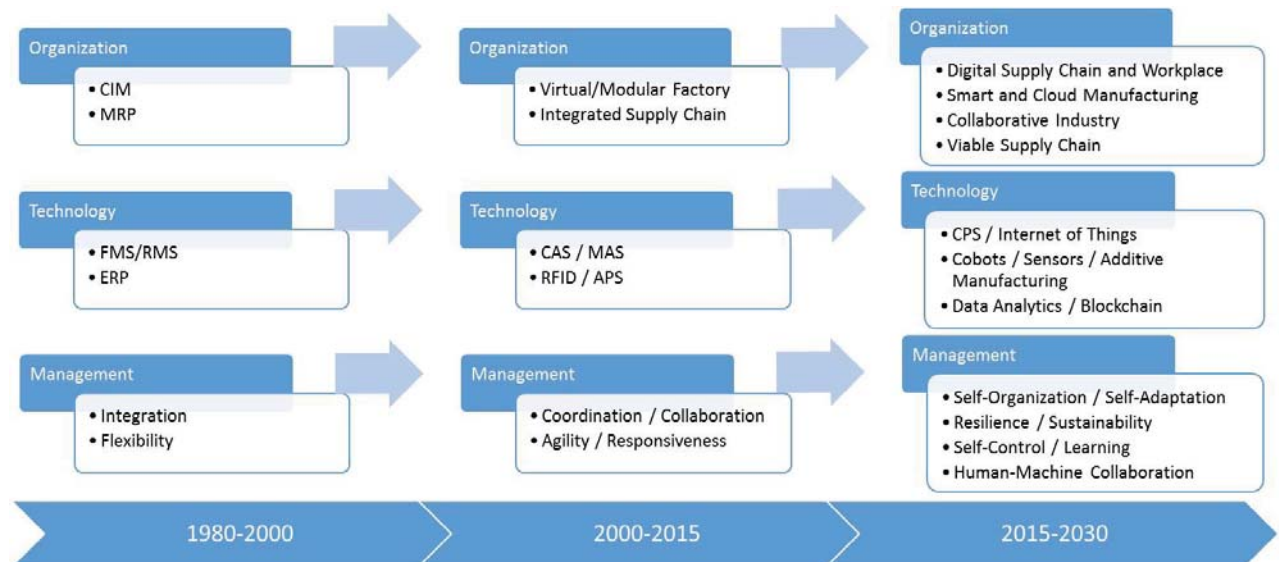 Organization
• CIM
• MRP
Organization
• Virtual/Modular Factory
• Integrated Supply Chain
Organization
• Digital Supply Chain and Workplace
• Smart and Cloud Manufacturing
• Collaborative Industry
• Viable Supply Chain
Technology
• FMS/RMS
• ERP
Technology
• CAS / MAS
• RFID / APS
Technology
• CPS / Internet of Things
• Cobots / Sensors / Additive
Manufacturing
• Data Analytics / Blockchain
Management
• Integration
• Flexibility
Management
• Coordination / Collaboration
• Agility / Responsiveness
Management
• Self-Organization / Self-Adaptation
• Resilience / Sustainability
• Self-Control / Learning
• Human-Machine Collaboration
1980-2000
2000-2015
2015-2030